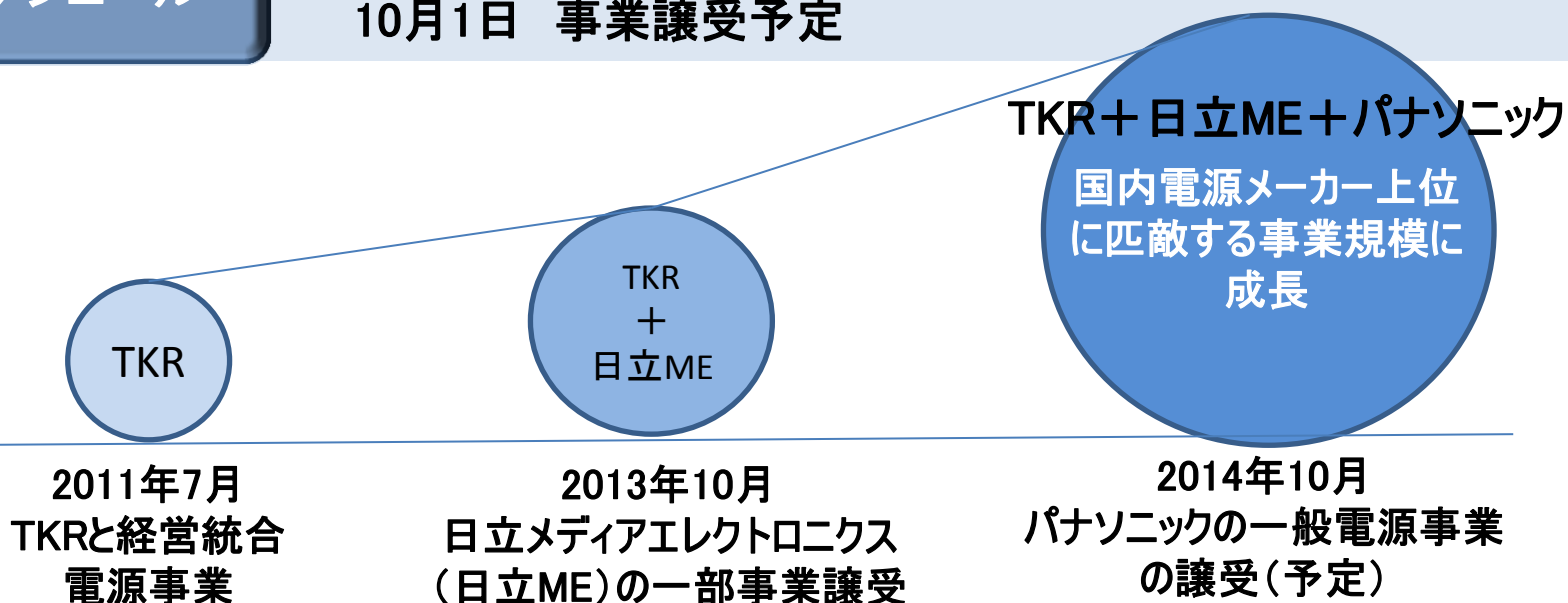 10月1日 事業譲受予定
TKR＋日立ME＋パナソニック
国内電源メーカー上位
に匹敵する事業規模に
成長
TKR
＋
日立ME
TKR
2011年7月
TKRと経営統合
電源事業
2013年10月
日立メディアエレクトロニクス
（日立ME）の一部事業譲受
2014年10月
パナソニックの一般電源事業
の譲受（予定）